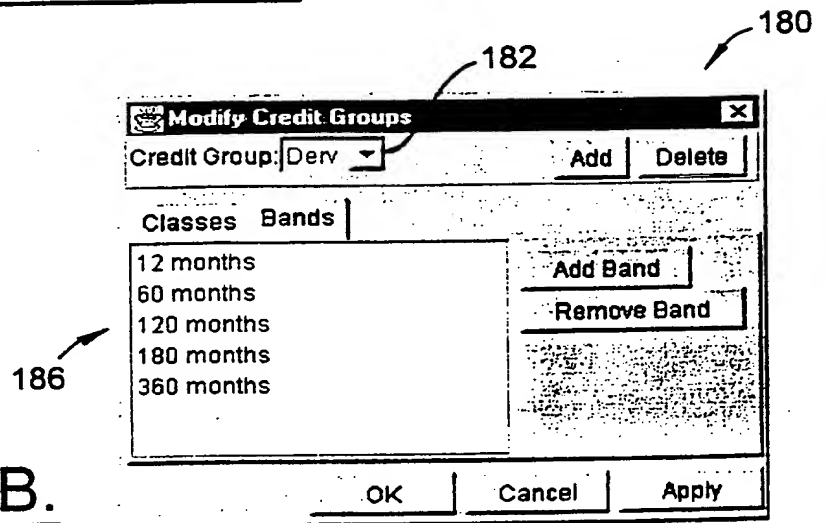 180
182
Modify Credit Groups
Credit Group: Derv Add Delete
Classes Bands
12 months
60 months
120 months
180 months
360 months
Add Band
Remove Band
186
B.
OK Cancel Apply